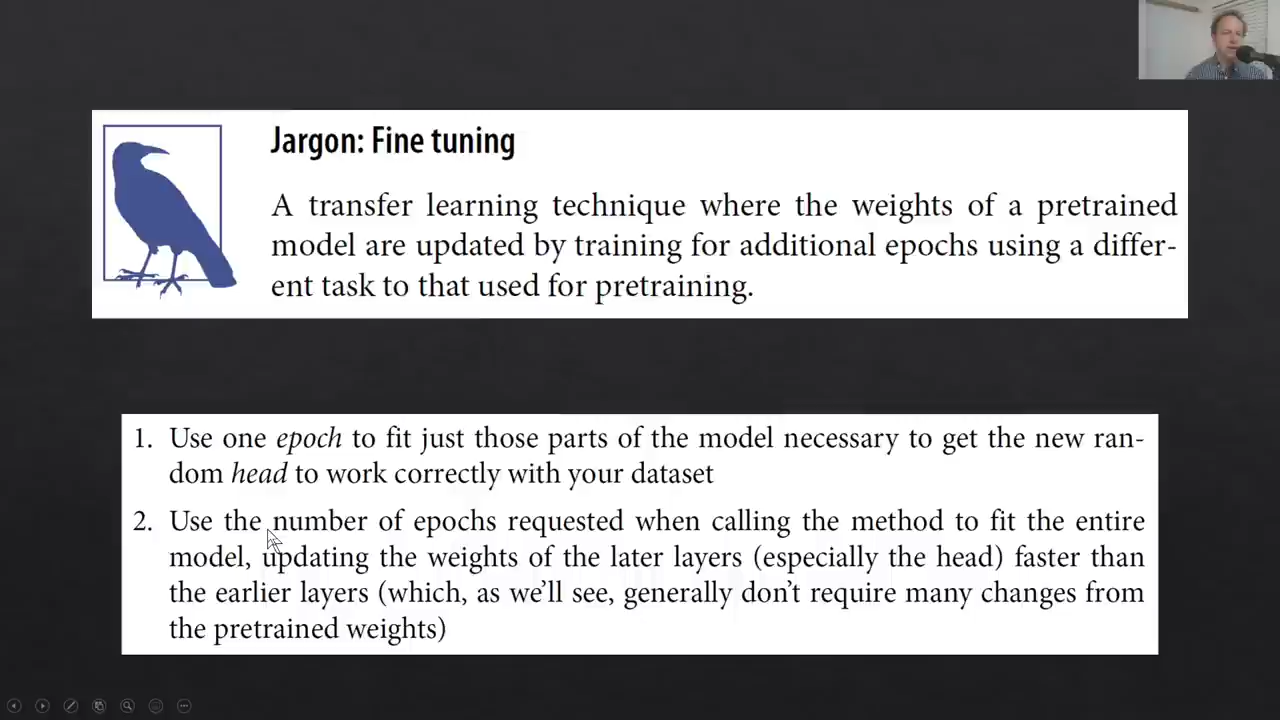 Jargon: Fine tuning
A transfer learning technique where the weights of a pretrained
model are updated by training for additional epochs using a differ-
ent task to that used for pretraining.
1. Use one epoch to fit just those parts of the model necessary to get the new ran-
dom head to work correctly with your dataset
2. Use the number of epochs requested when calling the method to fit the entire
model, updating the weights of the later layers (especially the head) faster than
the earlier layers (which, as we’ll see, generally don’t require many changes from
the pretrained weights)